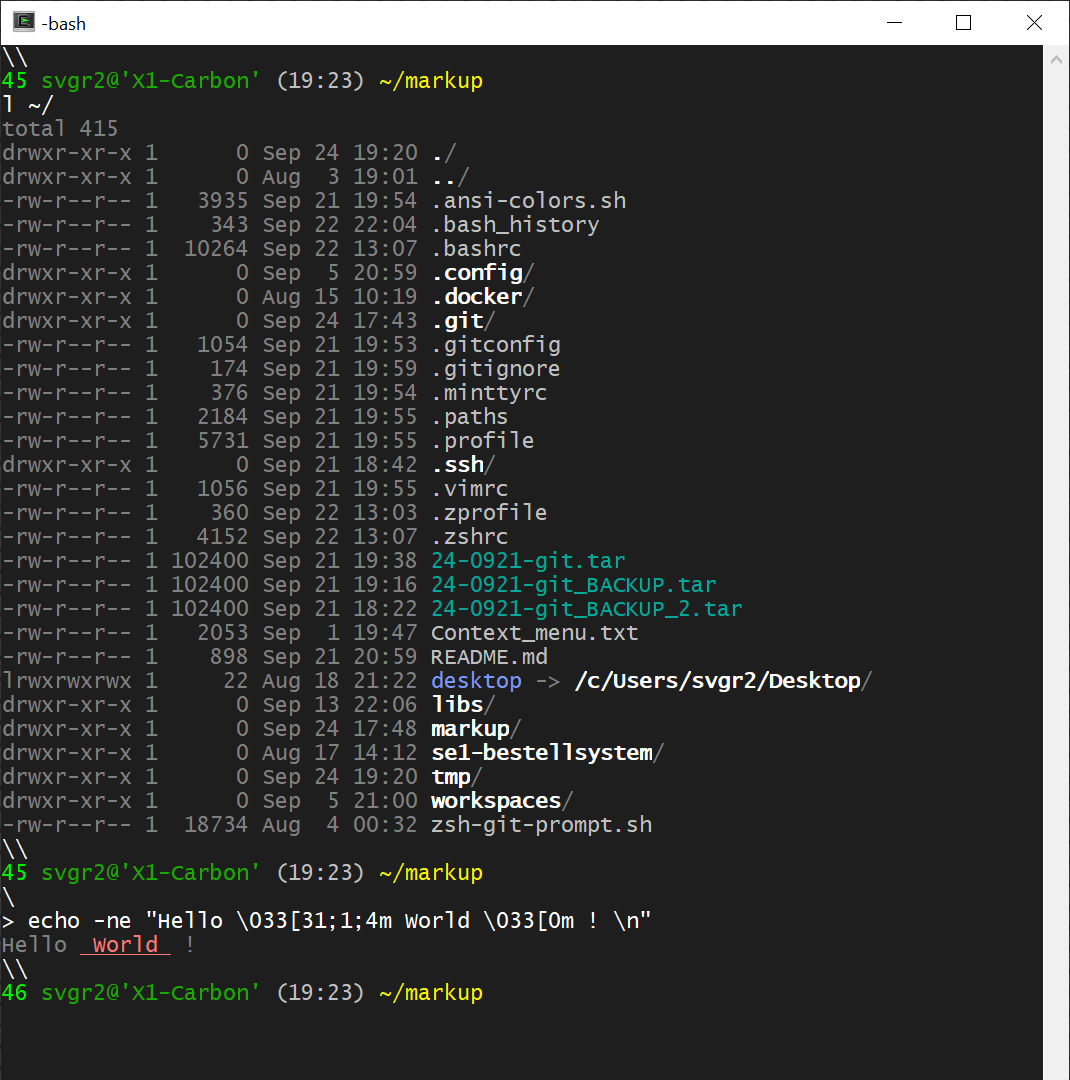 -bash
\\
45 svgr2@'X1-Carbon' (19:23) ~/markup
l ~/
total 415
drwxr-xr-x 1      0 Sep 24 19:20 ./
drwxr-xr-x 1      0 Aug  3 19:01 ../
-rw-r--r-- 1   3935 Sep 21 19:54 .ansi-colors.sh
-rw-r--r-- 1    343 Sep 22 22:04 .bash_history
-rw-r--r-- 1  10264 Sep 22 13:07 .bashrc
drwxr-xr-x 1      0 Sep  5 20:59 .config/
drwxr-xr-x 1      0 Aug 15 10:19 .docker/
drwxr-xr-x 1      0 Sep 24 17:43 .git/
-rw-r--r-- 1   1054 Sep 21 19:53 .gitconfig
-rw-r--r-- 1    174 Sep 21 19:59 .gitignore
-rw-r--r-- 1    376 Sep 21 19:54 .minttyrc
-rw-r--r-- 1   2184 Sep 21 19:55 .paths
-rw-r--r-- 1   5731 Sep 21 19:55 .profile
drwxr-xr-x 1      0 Sep 21 18:42 .ssh/
-rw-r--r-- 1   1056 Sep 21 19:55 .vimrc
-rw-r--r-- 1    360 Sep 22 13:03 .zprofile
-rw-r--r-- 1   4152 Sep 22 13:07 .zshrc
-rw-r--r-- 1 102400 Sep 21 19:38 24-0921-git.tar
-rw-r--r-- 1 102400 Sep 21 19:16 24-0921-git_BACKUP.tar
-rw-r--r-- 1 102400 Sep 21 18:22 24-0921-git_BACKUP_2.tar
-rw-r--r-- 1   2053 Sep  1 19:47 Context_menu.txt
-rw-r--r-- 1    898 Sep 21 20:59 README.md
lrwxrwxrwx 1     22 Aug 18 21:22 desktop -> /c/Users/svgr2/Desktop/
drwxr-xr-x 1      0 Sep 13 22:06 libs/
drwxr-xr-x 1      0 Sep 24 17:48 markup/
drwxr-xr-x 1      0 Aug 17 14:12 se1-bestellsystem/
drwxr-xr-x 1      0 Sep 24 19:20 tmp/
drwxr-xr-x 1      0 Sep  5 21:00 workspaces/
-rw-r--r-- 1  18734 Aug  4 00:32 zsh-git-prompt.sh
\\
45 svgr2@'X1-Carbon' (19:23) ~/markup
\
> echo -ne "Hello \033[31;1;4m World \033[0m ! \n"
Hello  World  !
\\
46 svgr2@'X1-Carbon' (19:23) ~/markup